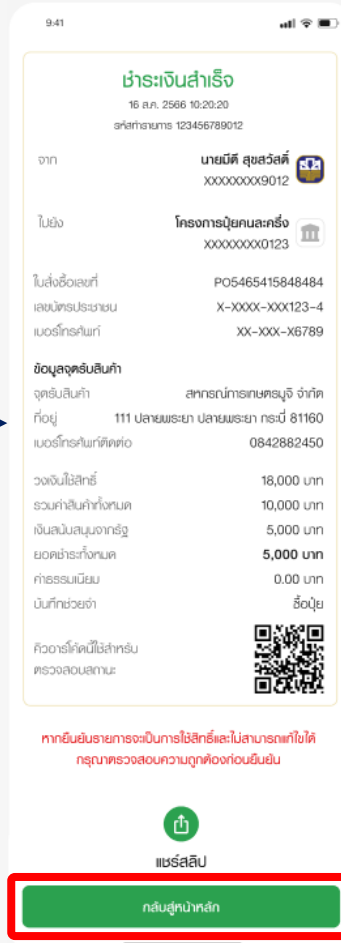 9:41
ชำระเงินสำเร็จ
16 ส.ค. 2566 10:20:20
รหัสทำรายการ 123456789012
จาก นายมีดี สุขสวัสดิ์
XXXXXXXX9012
ไปยัง โครงการปุ๋ยคนละครึ่ง
XXXXXXXX0123
ใบสั่งซื้อเลขที่ PO5465415848484
เลขบัตรประชาชน X-XXXX-XXX123-4
เบอร์โทรศัพท์ XX-XXX-X6789
ข้อมูลจุดรับสินค้า
จุดรับสินค้า สหกรณ์การเกษตรมูจิ จำกัด
ที่อยู่ 111 ปลายพระยา ปลายพระยา กระบี่ 81160
เบอร์โทรศัพท์ติดต่อ 0842882450
วงเงินใช้สิทธิ์ 18,000 บาท
รวมค่าสินค้าทั้งหมด 10,000 บาท
เงินสนับสนุนจากรัฐ 5,000 บาท
ยอดชำระทั้งหมด 5,000 บาท
ค่าธรรมเนียม 0.00 บาท
บันทึกช่วยจำ ซื้อปุ๋ย
คิวอาร์โค้ดนี้ใช้สำหรับ
ตรวจสอบสถานะ
หากยืนยันรายการจะเป็นการใช้สิทธิ์และไม่สามารถแก้ไขได้
กรุณาตรวจสอบความถูกต้องก่อนยืนยัน
แชร์สลิป
กลับสู่หน้าหลัก